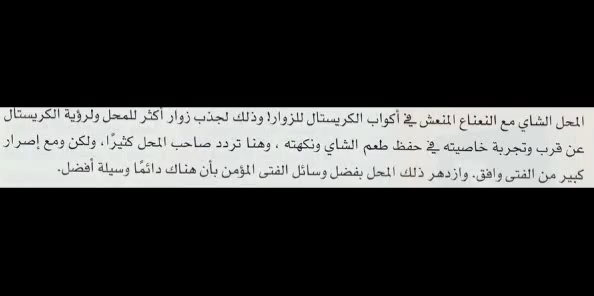 المحل الشاي مع النعناع المنعش في أكواب الكريستال للزوار! وذلك لجذب زوار أكثر للمحل ولرؤية الكريستال
عن قرب وتجربة خاصيته في حفظ طعم الشاي ونكهته ، وهنا تردد صاحب المحل كثيرًا، ولكن ومع إصرار
كبير من الفتى وافق. وازدهر ذلك المحل بفضل وسائل الفتى المؤمن بأن هناك دائمًا وسيلة أفضل.